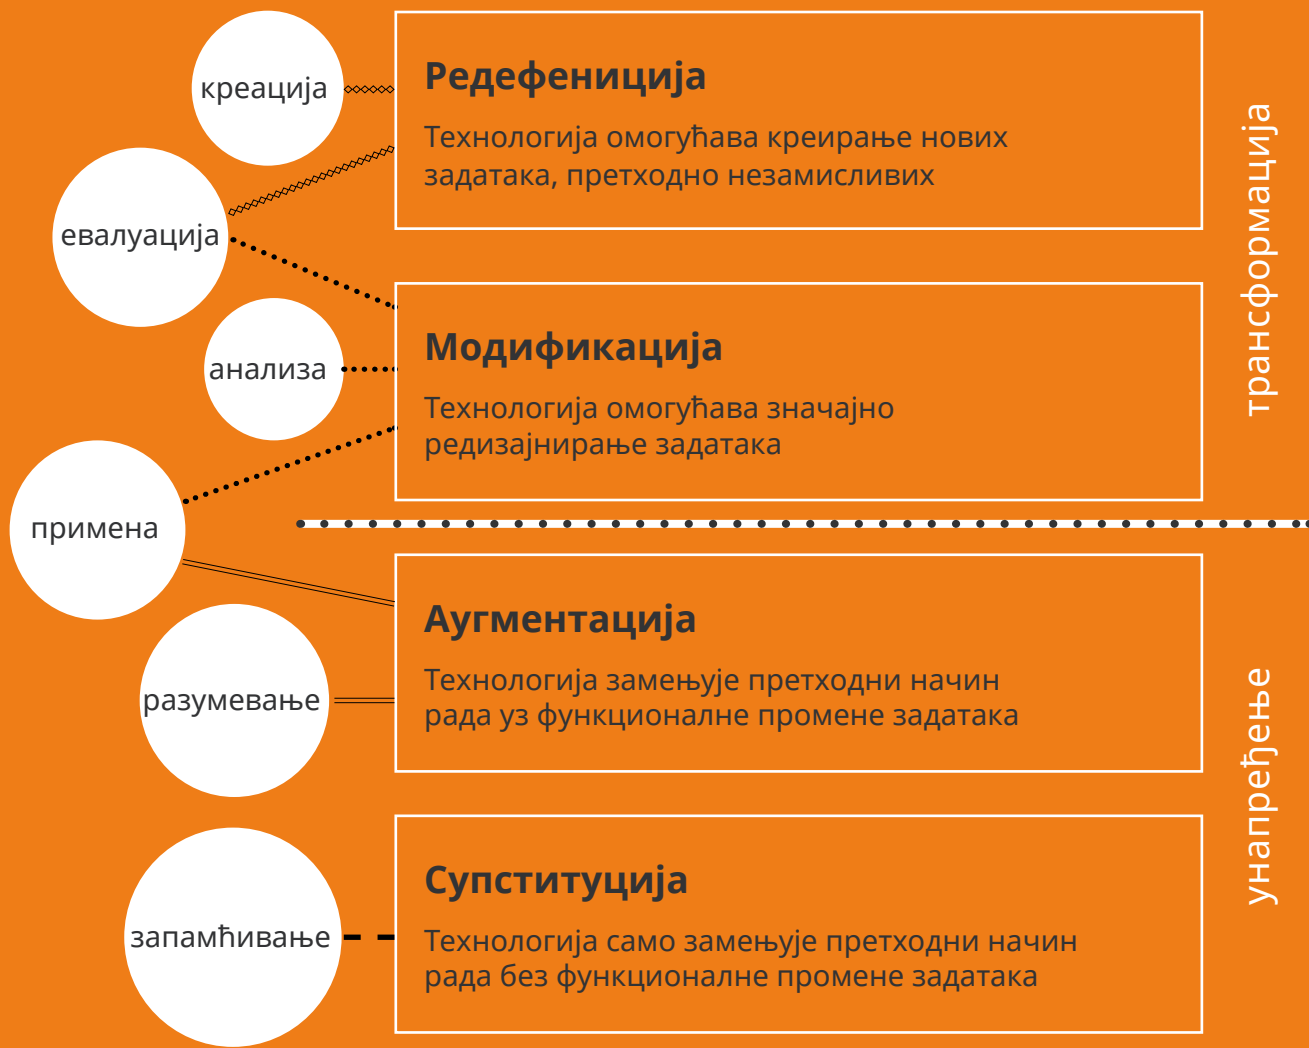 креација
Редефениција
Технологија омогућава креирање нових
задатака, претходно незамисливих
евалуација
трансформација
Модификација
анализа
Технологија омогућава значајно
редизајнирање задатака
примена
Аугментација
Технологија замењује претходни начин
рада уз функционалне промене задатака
разумевање
унапређење
Супституција
запамћивање
Технологија само замењује претходни начин
рада без функционалне промене задатака